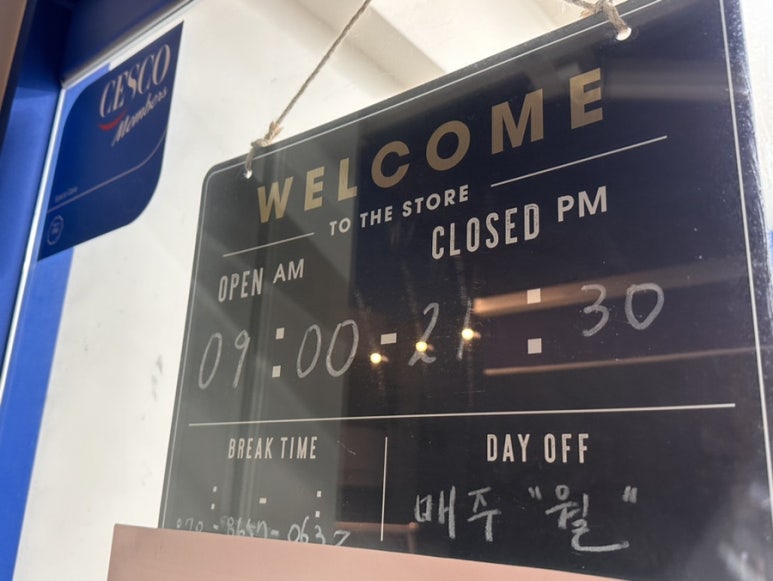 CESCO
Members
WELCOME
TO THE STORE
OPEN AM
CLOSED PM
09:00-21:30
BREAK TIME
: - :
DAY OFF
매주 "월"